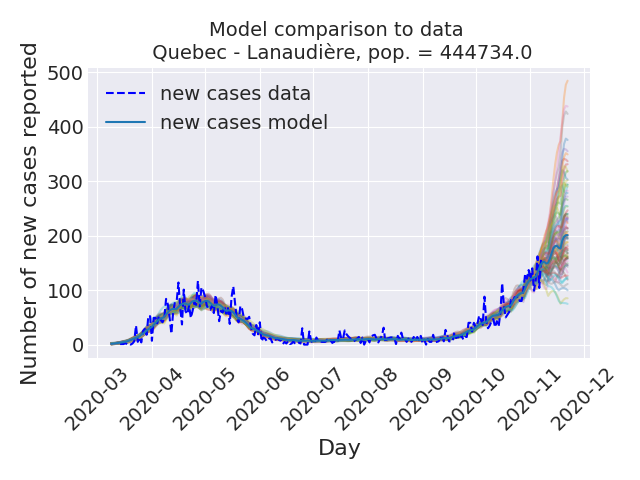 Model comparison to data
Quebec - Lanaudière, pop. = 444734.0
Number of new cases reported
500
400
300
200
100
0
new cases data
new cases model
2020-03
2020-04
2020-05
2020-06
2020-07
2020-08
2020-09
2020-10
2020-11
2020-12
Day